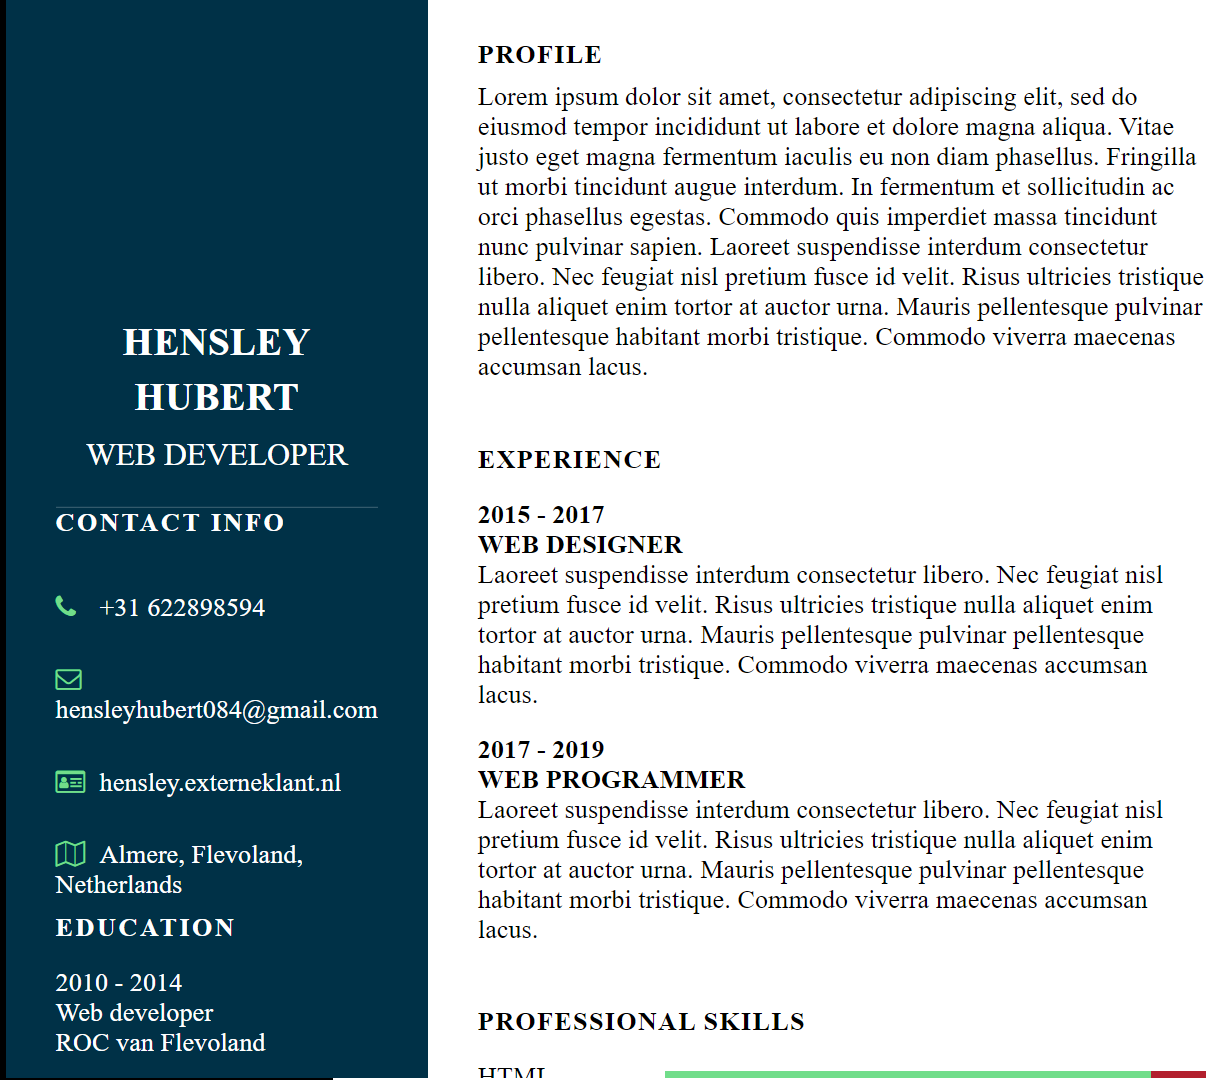 HENSLEY
HUBERT
WEB DEVELOPER
CONTACT INFO
+31 622898594
hensleyhubert084@gmail.com
hensley.externeklant.nl
Almere, Flevoland,
Netherlands
EDUCATION
2010 - 2014
Web developer
ROC van Flevoland
PROFILE
Lorem ipsum dolor sit amet, consectetur adipiscing elit, sed do
eiusmod tempor incididunt ut labore et dolore magna aliqua. Vitae
justo eget magna fermentum iaculis eu non diam phasellus. Fringilla
ut morbi tincidunt augue interdum. In fermentum et sollicitudin ac
orci phasellus egestas. Commodo quis imperdiet massa tincidunt
nunc pulvinar sapien. Laoreet suspendisse interdum consectetur
libero. Nec feugiat nisl pretium fusce id velit. Risus ultricies tristique
nulla aliquet enim tortor at auctor urna. Mauris pellentesque pulvinar
pellentesque habitant morbi tristique. Commodo viverra maecenas
accumsan lacus.
EXPERIENCE
2015 - 2017
WEB DESIGNER
Laoreet suspendisse interdum consectetur libero. Nec feugiat nisl
pretium fusce id velit. Risus ultricies tristique nulla aliquet enim
tortor at auctor urna. Mauris pellentesque pulvinar pellentesque
habitant morbi tristique. Commodo viverra maecenas accumsan
lacus.
2017 - 2019
WEB PROGRAMMER
Laoreet suspendisse interdum consectetur libero. Nec feugiat nisl
pretium fusce id velit. Risus ultricies tristique nulla aliquet enim
tortor at auctor urna. Mauris pellentesque pulvinar pellentesque
habitant morbi tristique. Commodo viverra maecenas accumsan
lacus.
PROFESSIONAL SKILLS
HTML